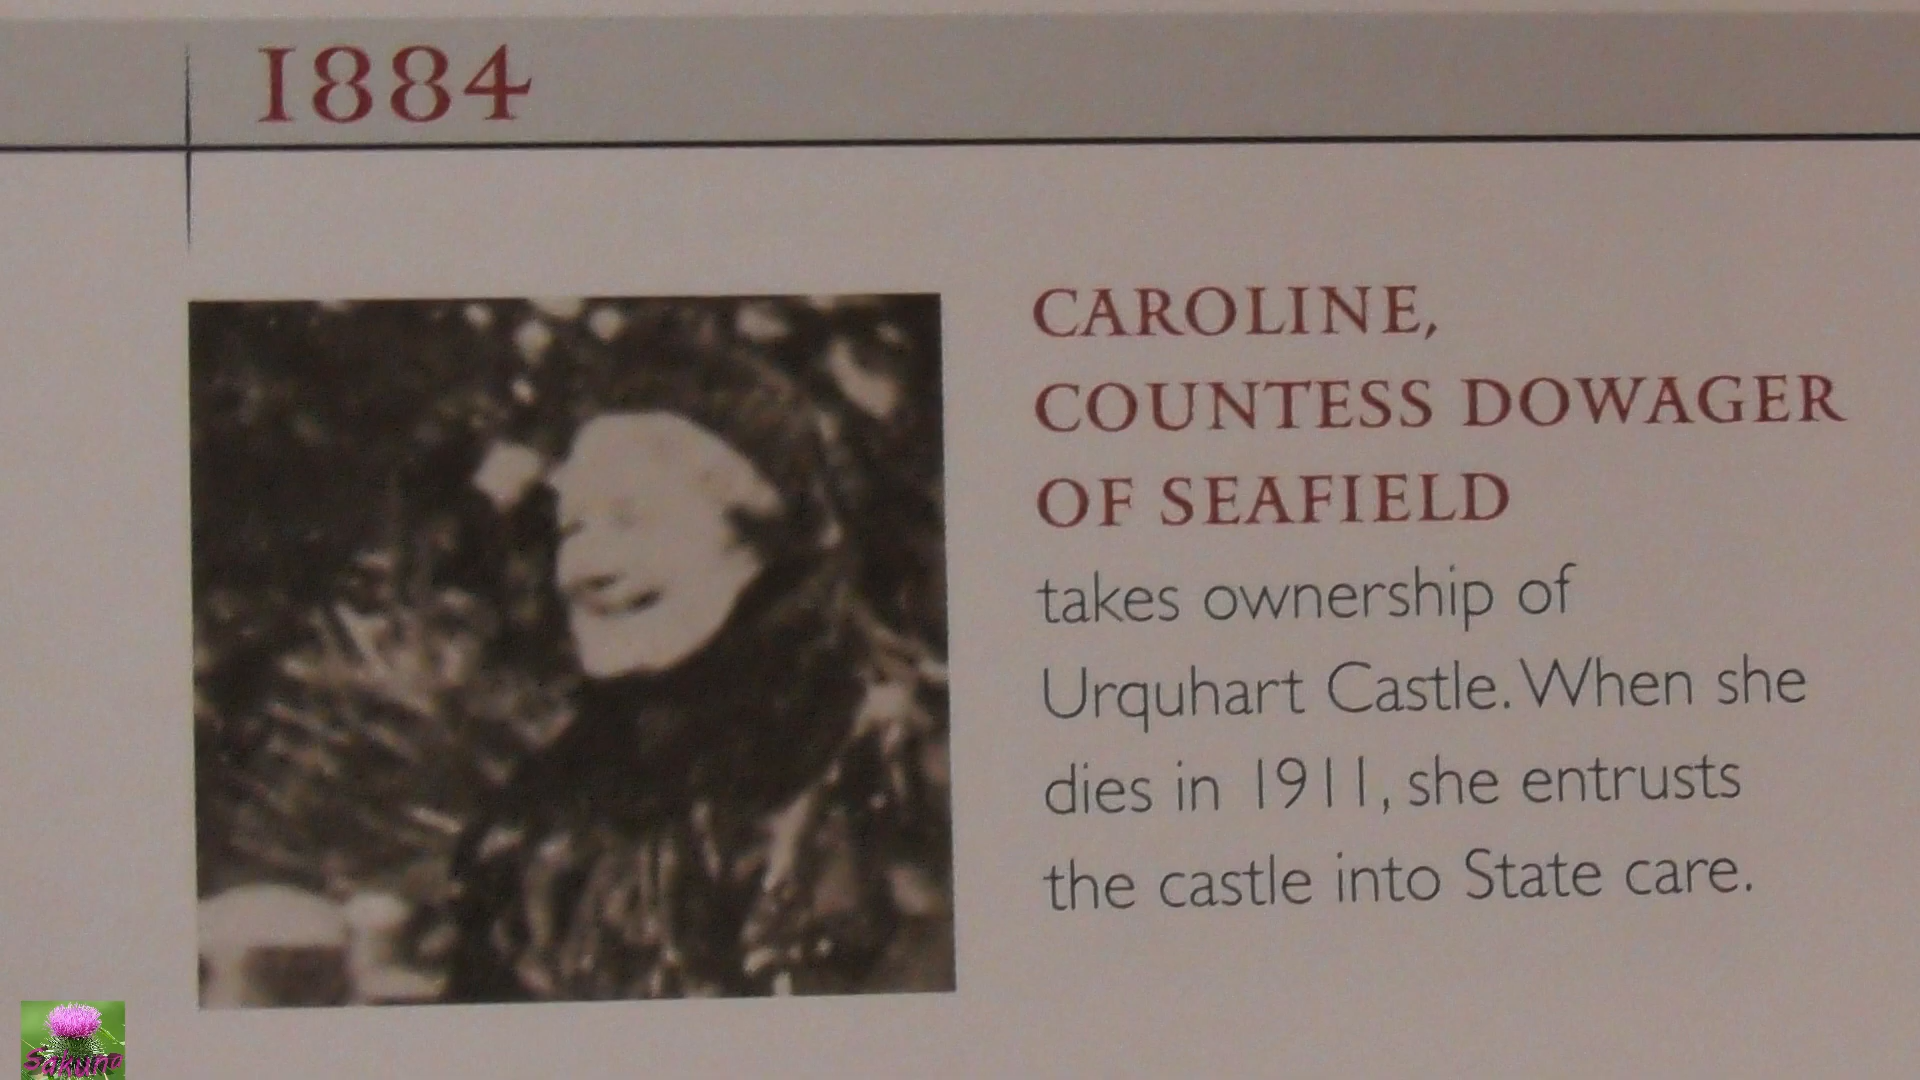 1884
CAROLINE,
COUNTESS DOWAGER
OF SEAFIELD
takes ownership of
Urquhart Castle. When she
dies in 1911, she entrusts
the castle into State care.
Sakuna